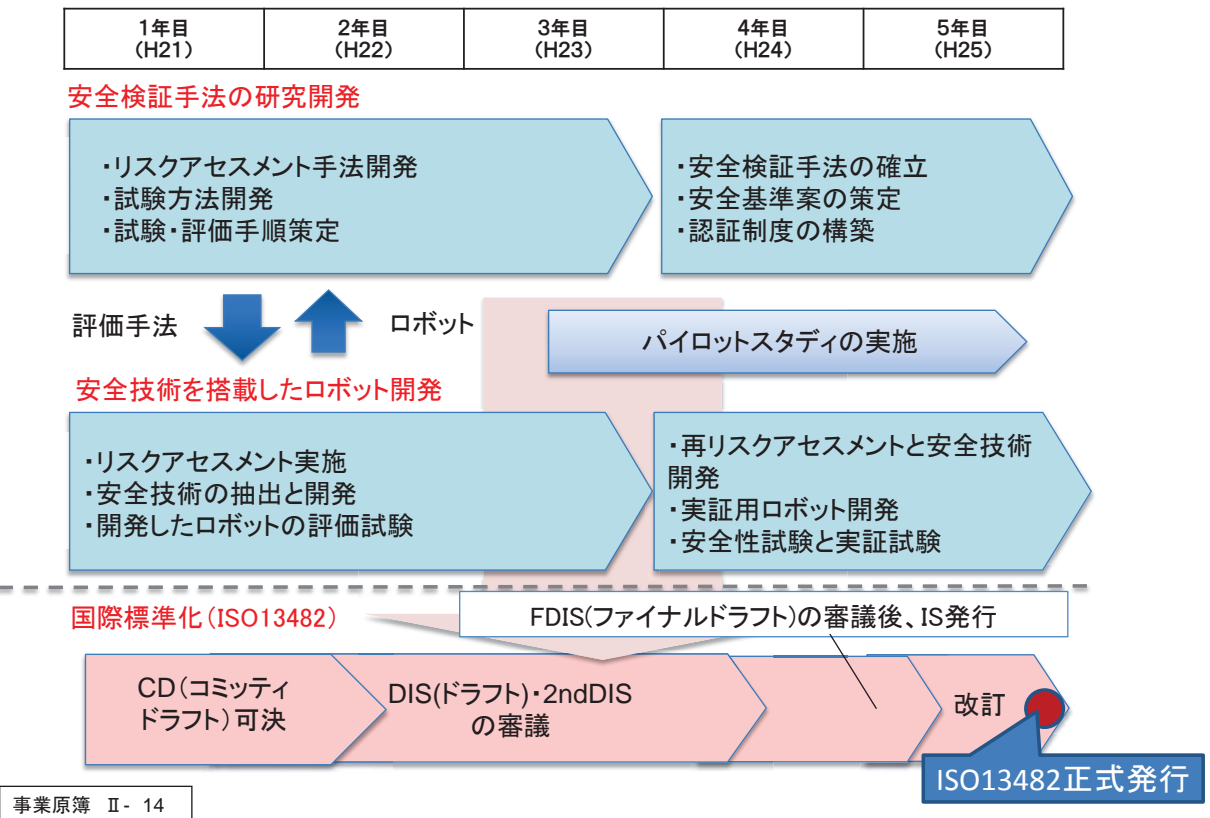 1年目
(H21)
2年目
(H22)
3年目
(H23)
4年目
(H24)
5年目
(H25)
安全検証手法の研究開発
・リスクアセスメント手法開発
・試験方法開発
・試験・評価手順策定
・安全検証手法の確立
・安全基準案の策定
・認証制度の構築
評価手法
ロボット
パイロットスタディの実施
安全技術を搭載したロボット開発
・リスクアセスメント実施
・安全技術の抽出と開発
・開発したロボットの評価試験
・再リスクアセスメントと安全技術
開発
・実証用ロボット開発
・安全性試験と実証試験
国際標準化(ISO13482)
FDIS(ファイナルドラフト)の審議後、IS発行
CD(コミッティ
ドラフト)可決
DIS(ドラフト)・2ndDIS
の審議
改訂
ISO13482正式発行
事業原簿 Ⅱ- 14